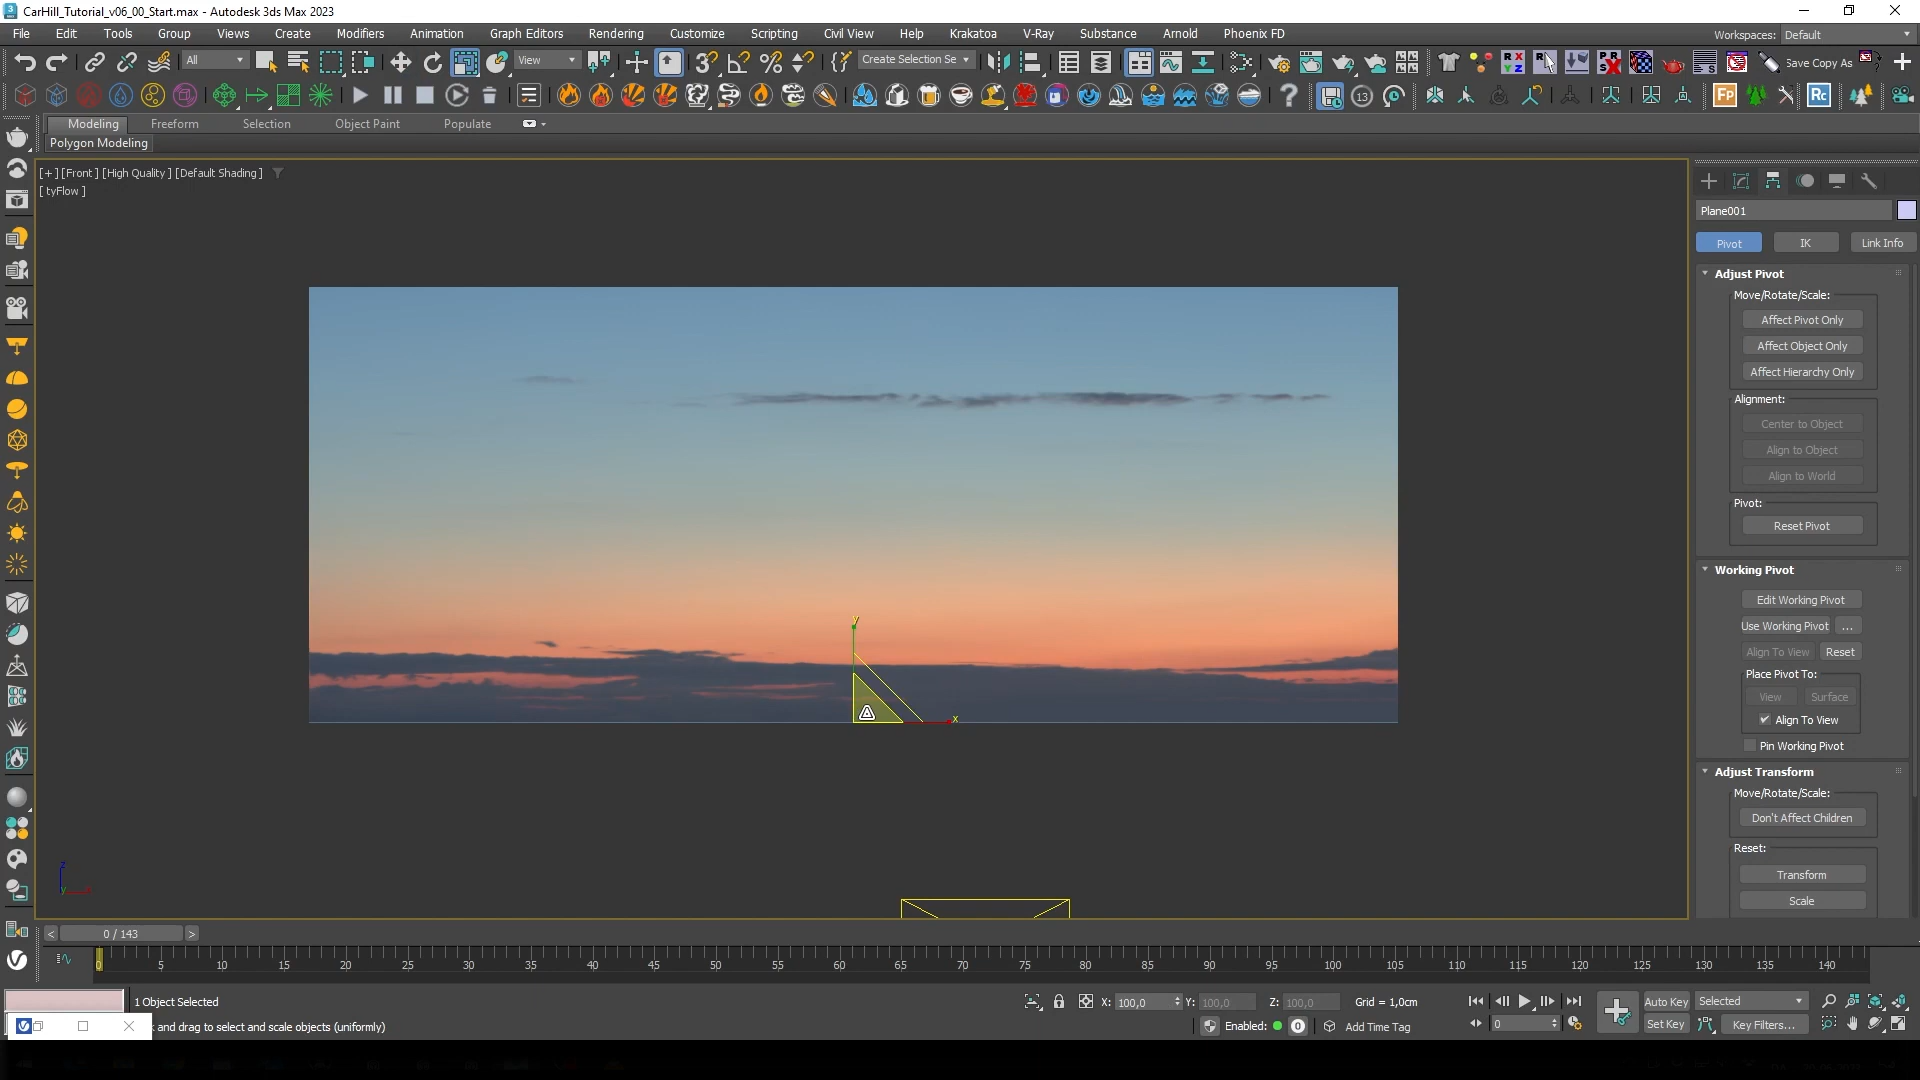 CarHill_Tutorial_v06_00_Start.max - Autodesk 3ds Max 2023
File Edit Tools Group Views Create Modifiers Animation Graph Editors Rendering Customize Scripting Civil View Help Krakatoa V-Ray Substance Arnold Phoenix FD Workspaces: Default
All View Create Selection Se Save Copy As
Modeling Freeform Selection Object Paint Populate
Polygon Modeling
[+] [Front] [High Quality] [Default Shading]
[ tyFlow ]
Plane001
Pivot IK Link Info
Adjust Pivot
Move/Rotate/Scale:
Affect Pivot Only
Affect Object Only
Affect Hierarchy Only
Alignment:
Center to Object
Align to Object
Align to World
Pivot:
Reset Pivot
Working Pivot
Edit Working Pivot
Use Working Pivot ...
Align To View Reset
Place Pivot To:
View Surface
Align To View
Pin Working Pivot
Adjust Transform
Move/Rotate/Scale:
Don't Affect Children
Reset:
Transform
Scale
y
x
z
< 0 / 143 >
0 5 10 15 20 25 30 35 40 45 50 55 60 65 70 75 80 85 90 95 100 105 110 115 120 125 130 135 140
1 Object Selected X: 100,0 Y: 100,0 Z: 100,0 Grid = 1,0cm Auto Key Selected
and drag to select and scale objects (uniformly) Enabled: 0 Add Time Tag 0 Set Key Key Filters...